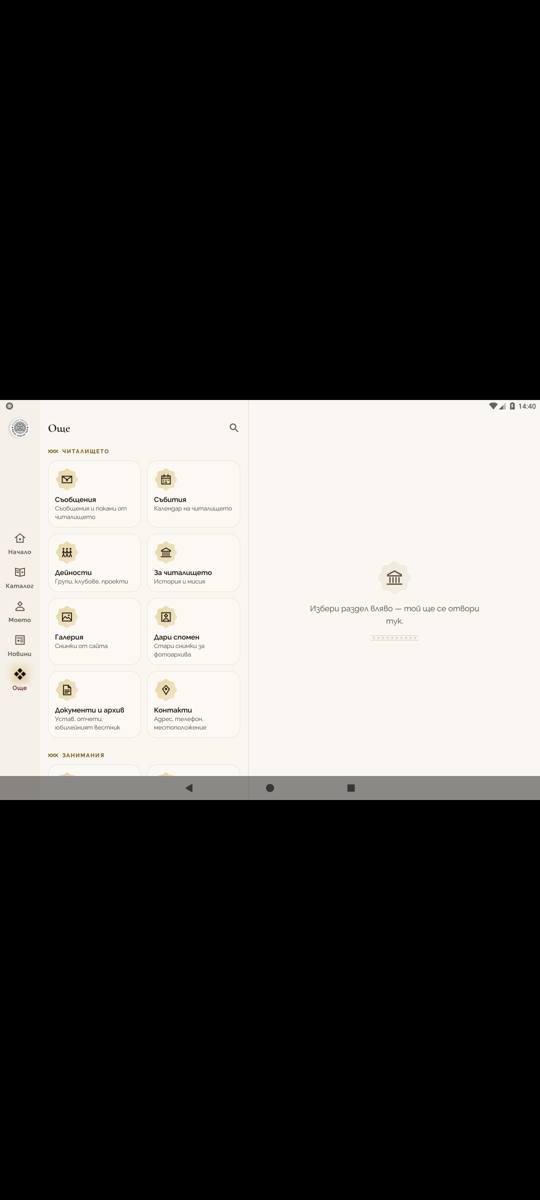 14:40
Още
ЧИТАЛИЩЕТО
Съобщения
Съобщения и покани от
читалището
Събития
Календар на читалището
Дейности
Групи, клубове, проекти
За читалището
История и мисия
Галерия
Снимки от сайта
Дари спомен
Стари снимки за
фотоархива
Документи и архив
Устав, отчети,
юбилейният вестник
Контакти
Адрес, телефон,
местоположение
ЗАНИМАНИЯ
Начало
Каталог
Моето
Новини
Още
Избери раздел вляво — той ще се отвори
тук.